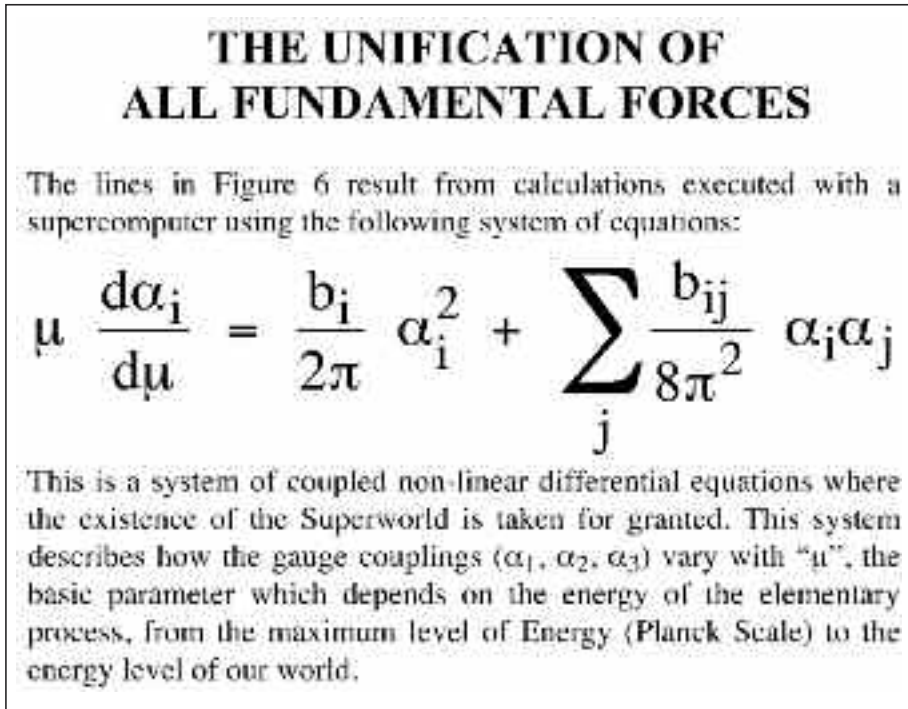 THE UNIFICATION OF
ALL FUNDAMENTAL FORCES
The lines in Figure 6 result from calculations executed with a
supercomputer using the following system of equations:
μ dαi/dμ = bi/2π αi² + ∑j bij/8π² αiαj
This is a system of coupled non-linear differential equations where
the existence of the Superworld is taken for granted. This system
describes how the gauge couplings (α1, α2, α3) vary with “μ”, the
basic parameter which depends on the energy of the elementary
process, from the maximum level of Energy (Planck Scale) to the
energy level of our world.